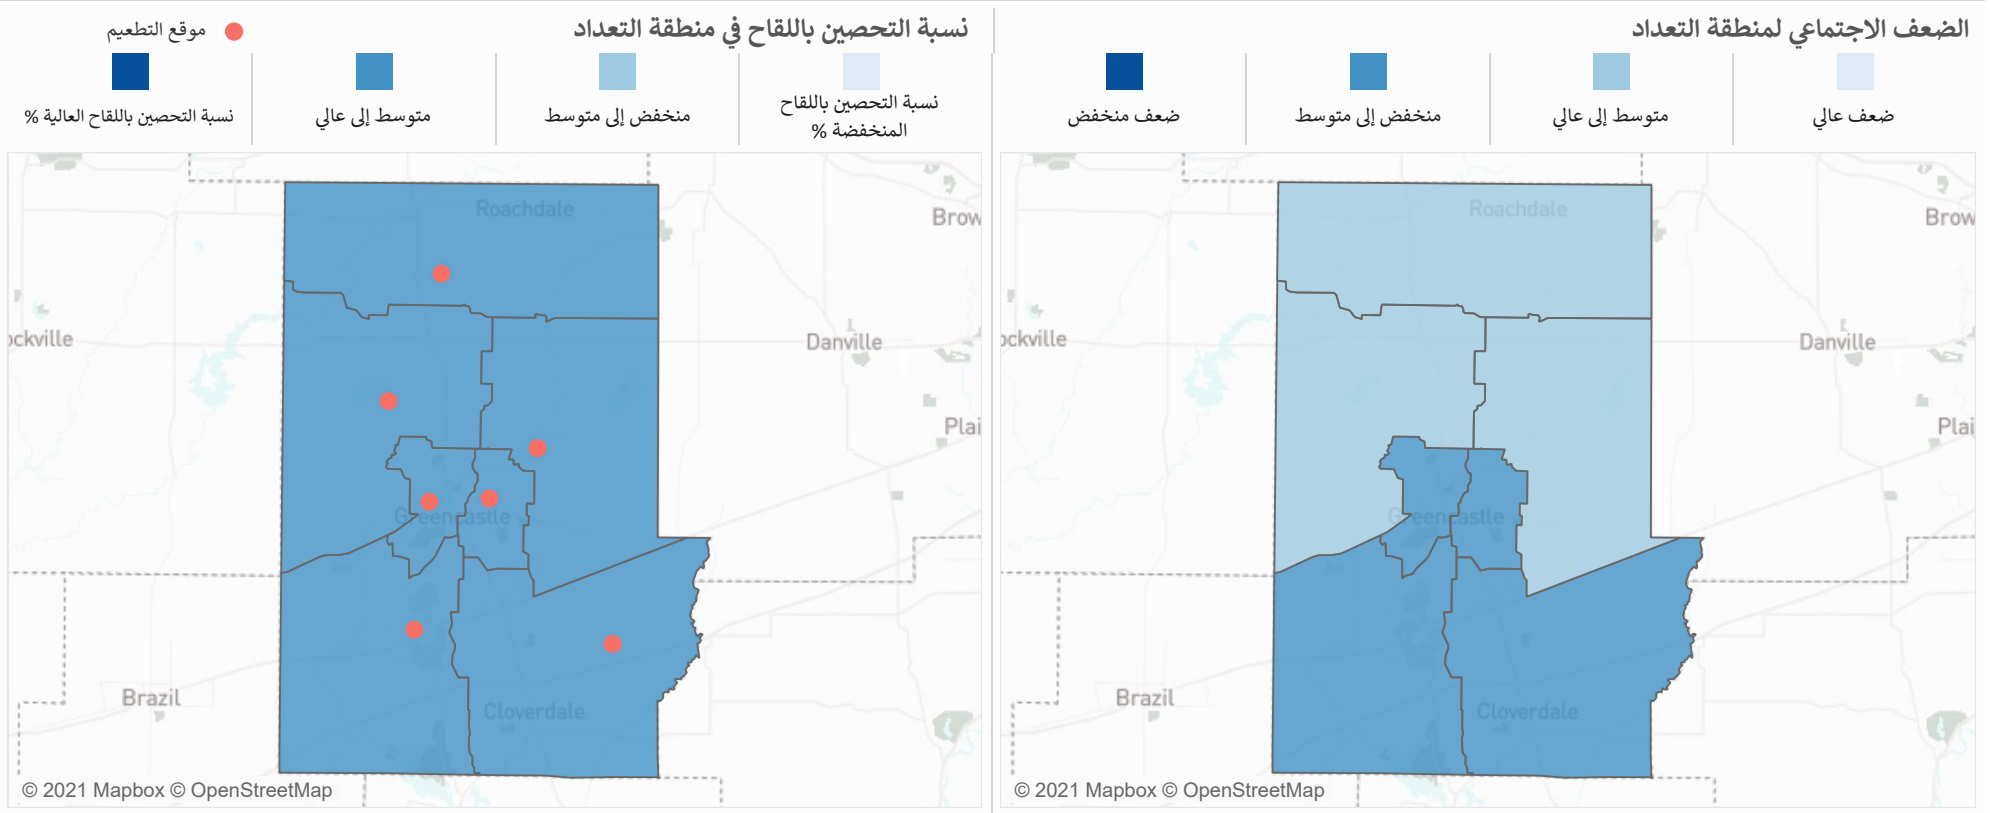 الضعف الاجتماعي لمنطقة التعداد
ضعف عالي
متوسط إلى عالي
منخفض إلى متوسط
ضعف منخفض
Roachdale
Brow
ockville
Danville
Plai
Greencastle
Brazil
Cloverdale
© 2021 Mapbox © OpenStreetMap
نسبة التحصين باللقاح في منطقة التعداد
موقع التطعيم
نسبة التحصين باللقاح
المنخفضة %
منخفض إلى متوسط
متوسط إلى عالي
نسبة التحصين باللقاح العالية %
Roachdale
Brow
ockville
Danville
Plai
Greencastle
Brazil
Cloverdale
© 2021 Mapbox © OpenStreetMap